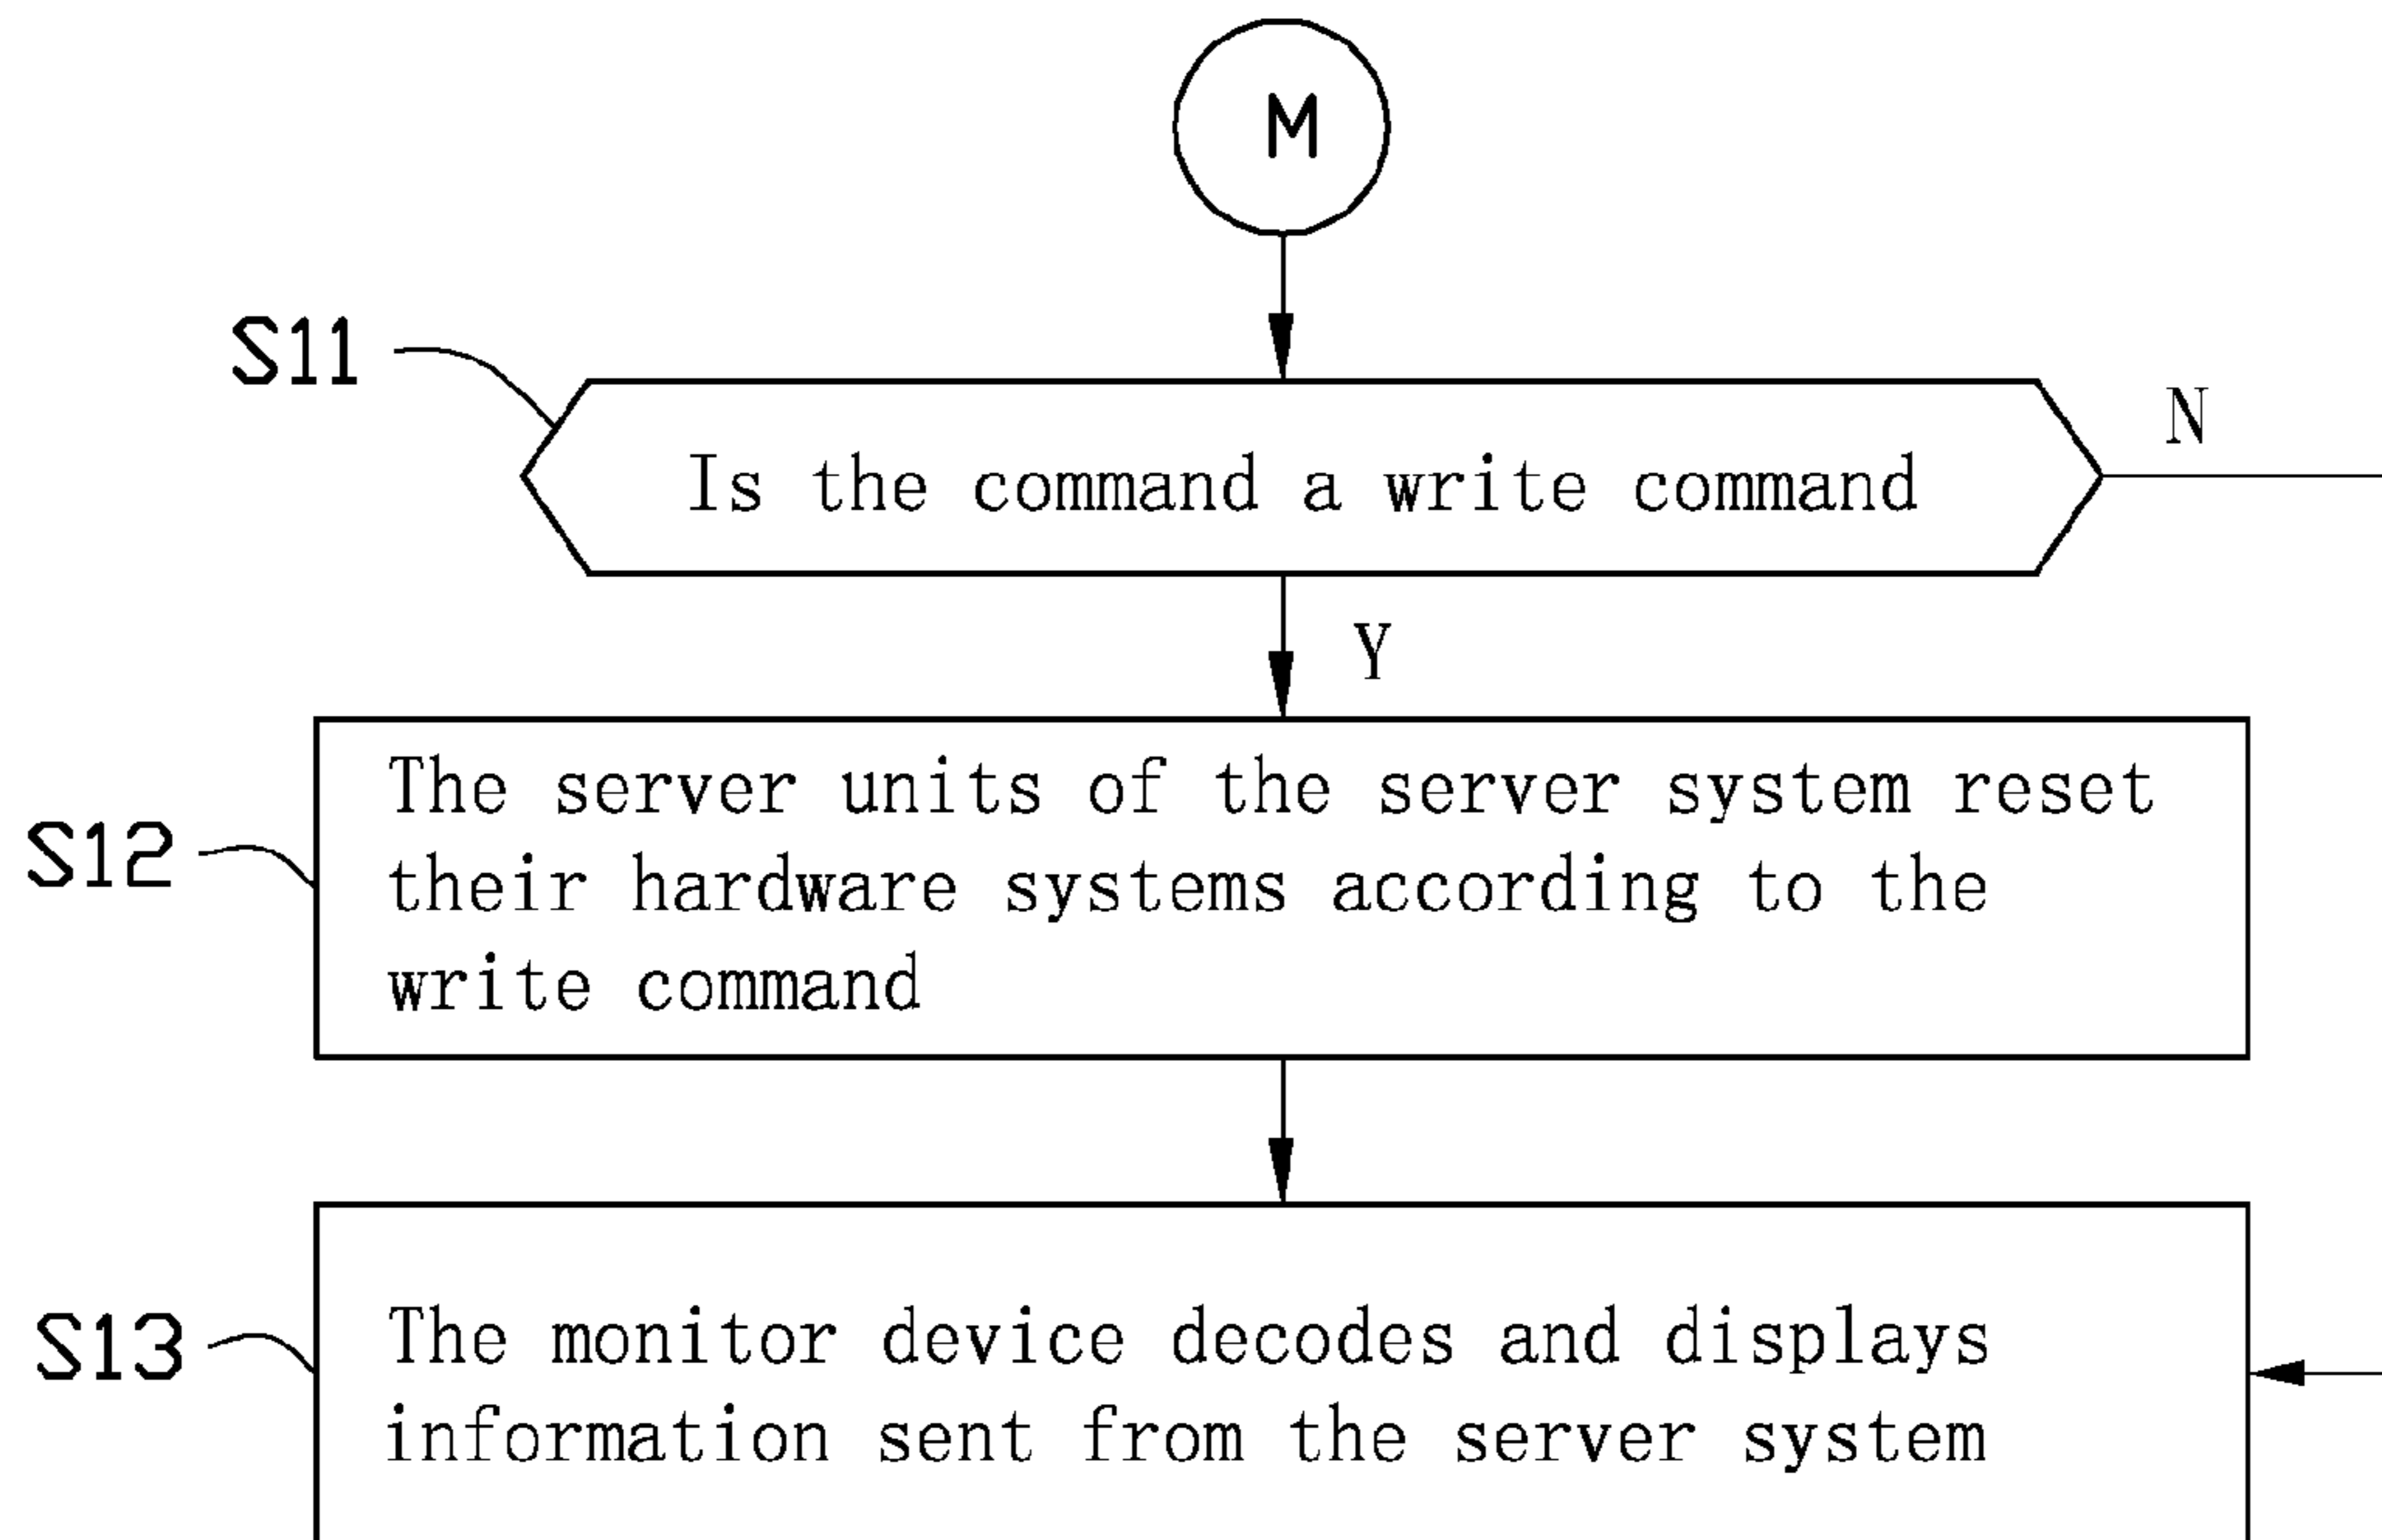 M
S11
N
Is the command a write command
Y
S12
The server units of the server system reset
their hardware systems according to the
write command
S13
The monitor device decodes and displays
information sent from the server system